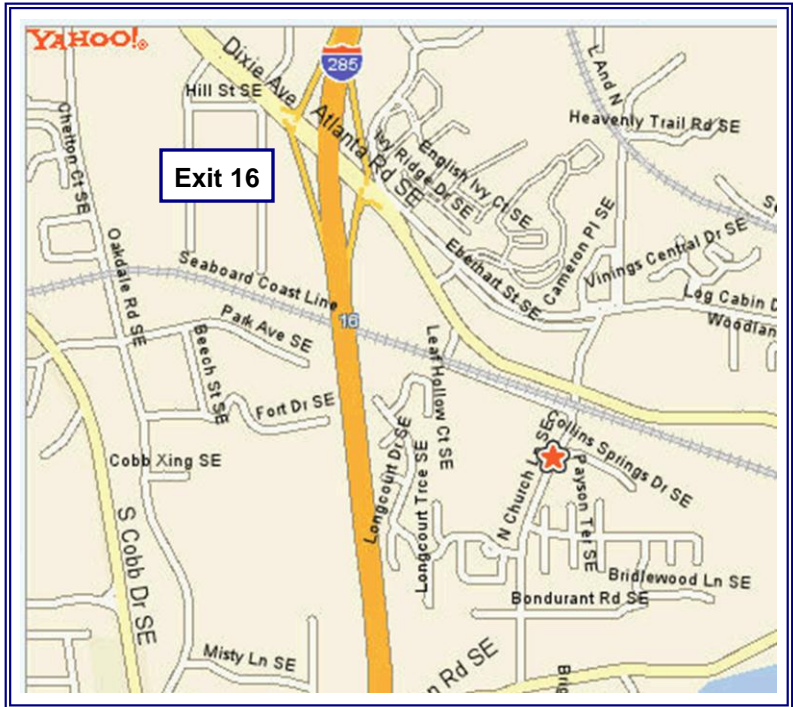 YAHOO!®
285
Dixie Ave
Atlanta Rd SE
Hill St SE
L And N
Heavenly Trail Rd SE
Chelton Ct SE
Ivy Ridge Dr SE
English Ivy Ct SE
Exit 16
Oakdale Rd SE
Seaboard Coast Line
Eberhart St SE
Cameron Pl SE
Vinings Central Dr SE
Log Cabin D
Woodlan
16
Park Ave SE
Beech St SE
Leaf Hollow Ct SE
Fort Dr SE
Cobb Xing SE
Longcourt Dr SE
Longcourt Trce SE
N Church Ln SE
Collins Springs Dr SE
Payson Ter SE
S Cobb Dr SE
Bridlewood Ln SE
Bondurant Rd SE
Misty Ln SE
n Rd SE